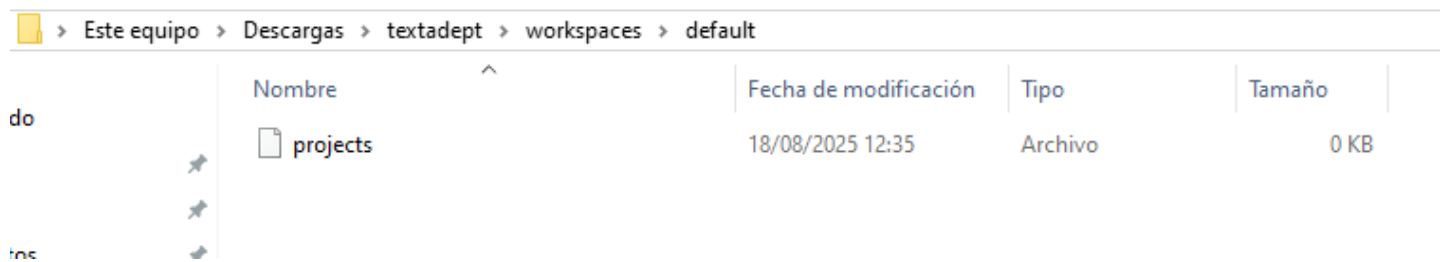 Este equipo > Descargas > textadept > workspaces > default
Nombre Fecha de modificación Tipo Tamaño
do
projects 18/08/2025 12:35 Archivo 0 KB
tos